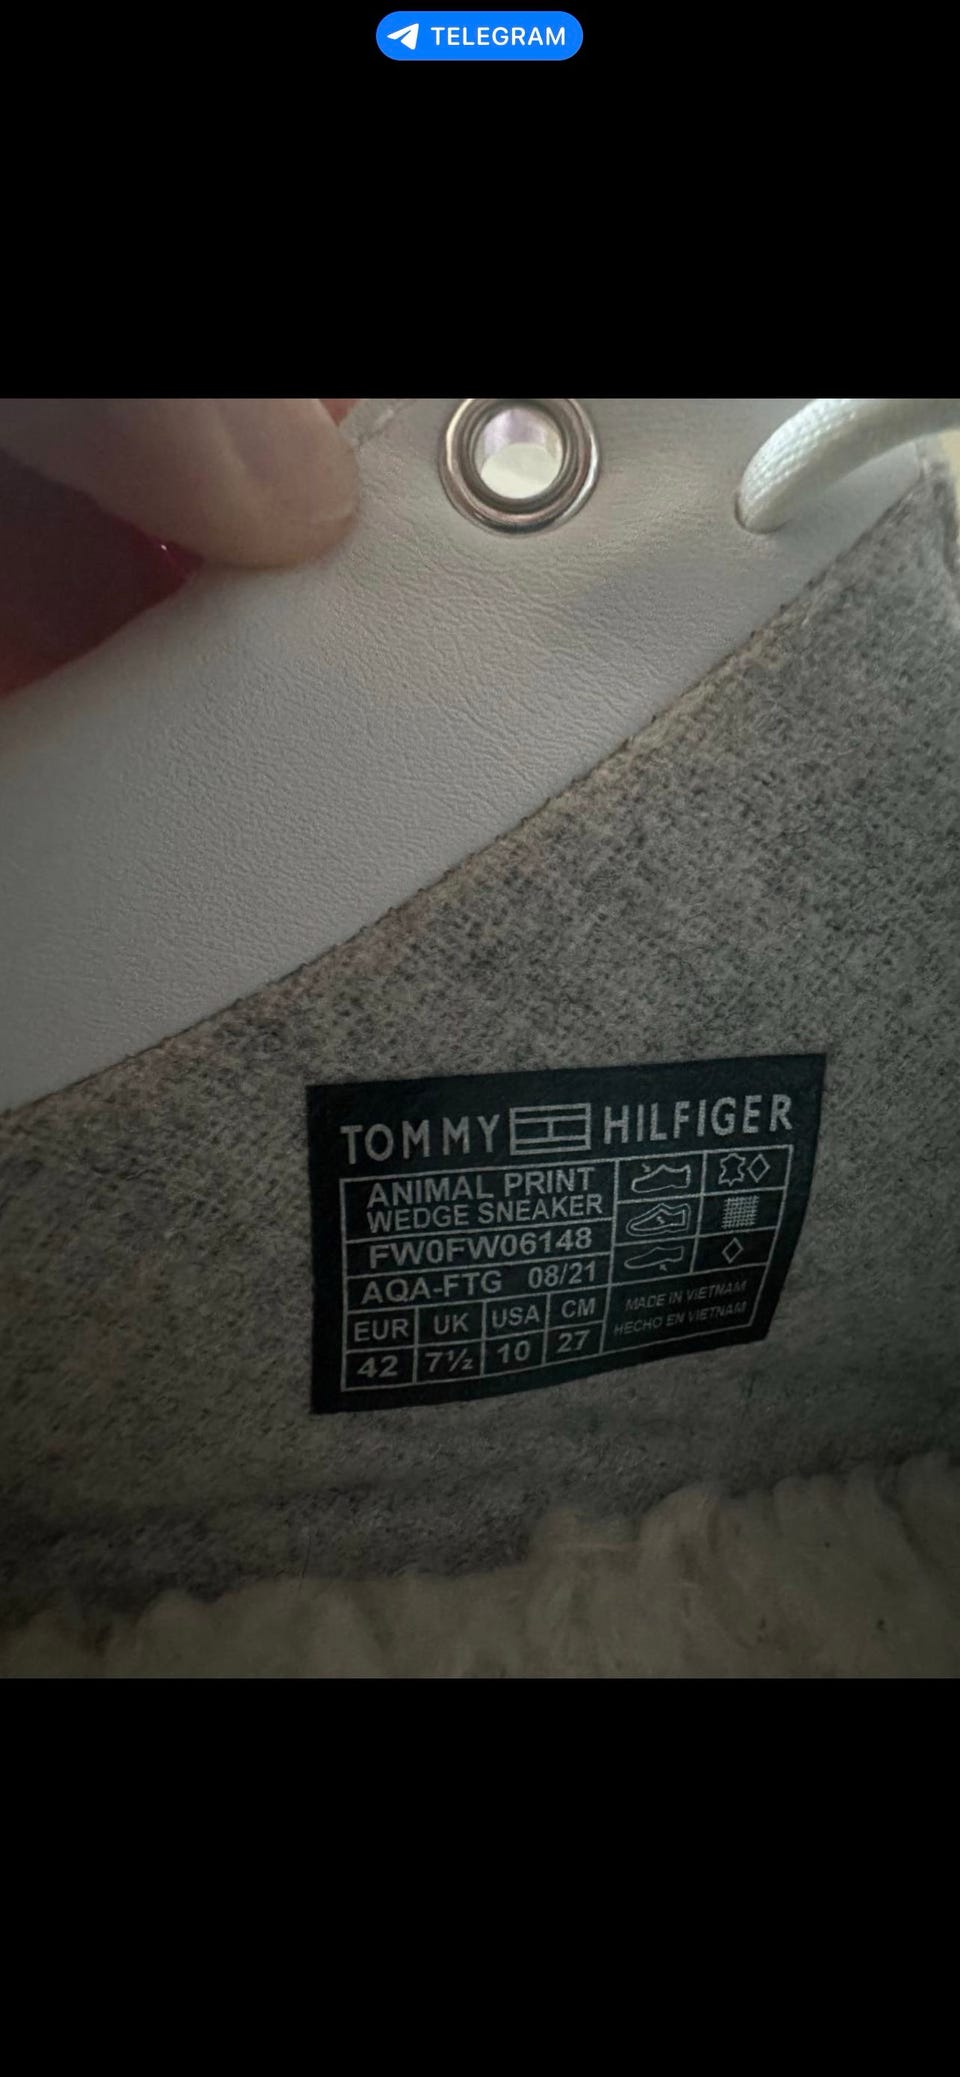 TELEGRAM
TOMMY HILFIGER
ANIMAL PRINT
WEDGE SNEAKER
FW0FW06148
AQA-FTG 08/21
EUR UK USA CM
42 7½ 10 27
MADE IN VIETNAM
HECHO EN VIETNAM